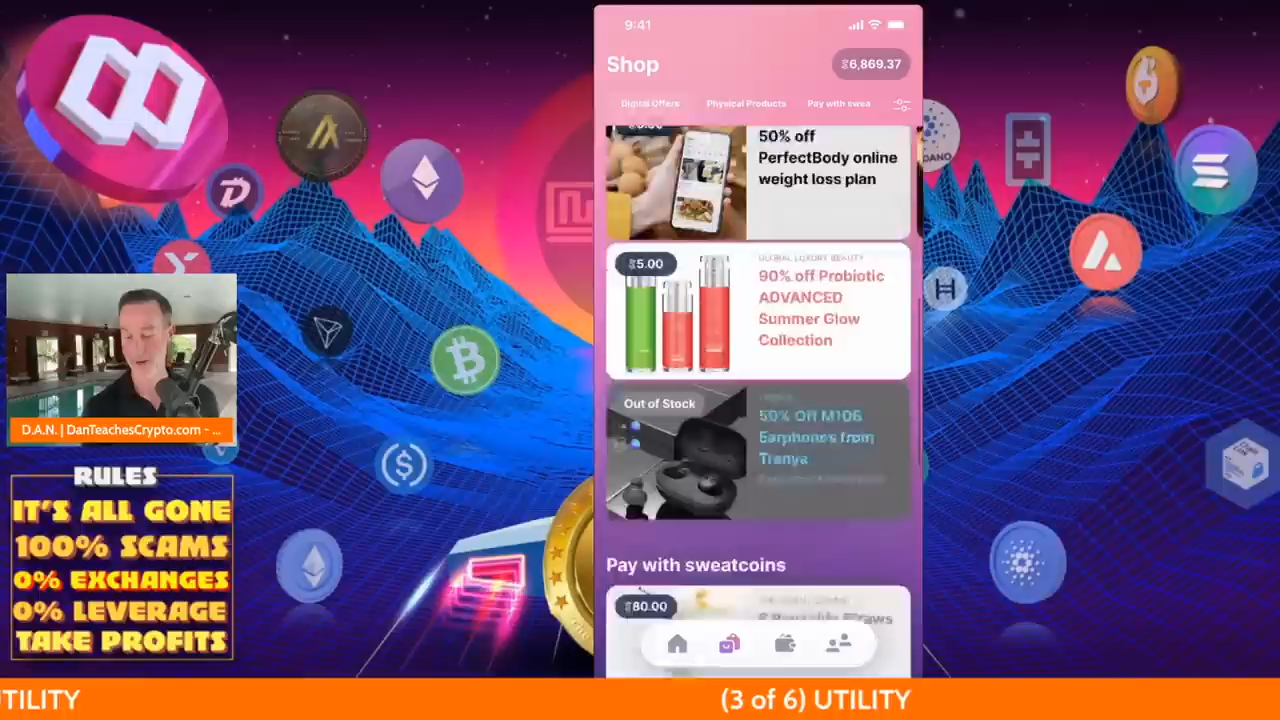 9:41
Shop
6,869.37
Digital Offers Physical Products Pay with swea
50% off
PerfectBody online
weight loss plan
5.00
GLOBAL LUXURY BEAUTY
90% off Probiotic
ADVANCED
Summer Glow
Collection
Out of Stock
50% Off M106
Earphones from
Tranya
Pay with sweatcoins
80.00
D.A.N. | DanTeachesCrypto.com - ...
RULES
IT'S ALL GONE
100% SCAMS
0% EXCHANGES
0% LEVERAGE
TAKE PROFITS
ANO
UTILITY
(3 of 6) UTILITY